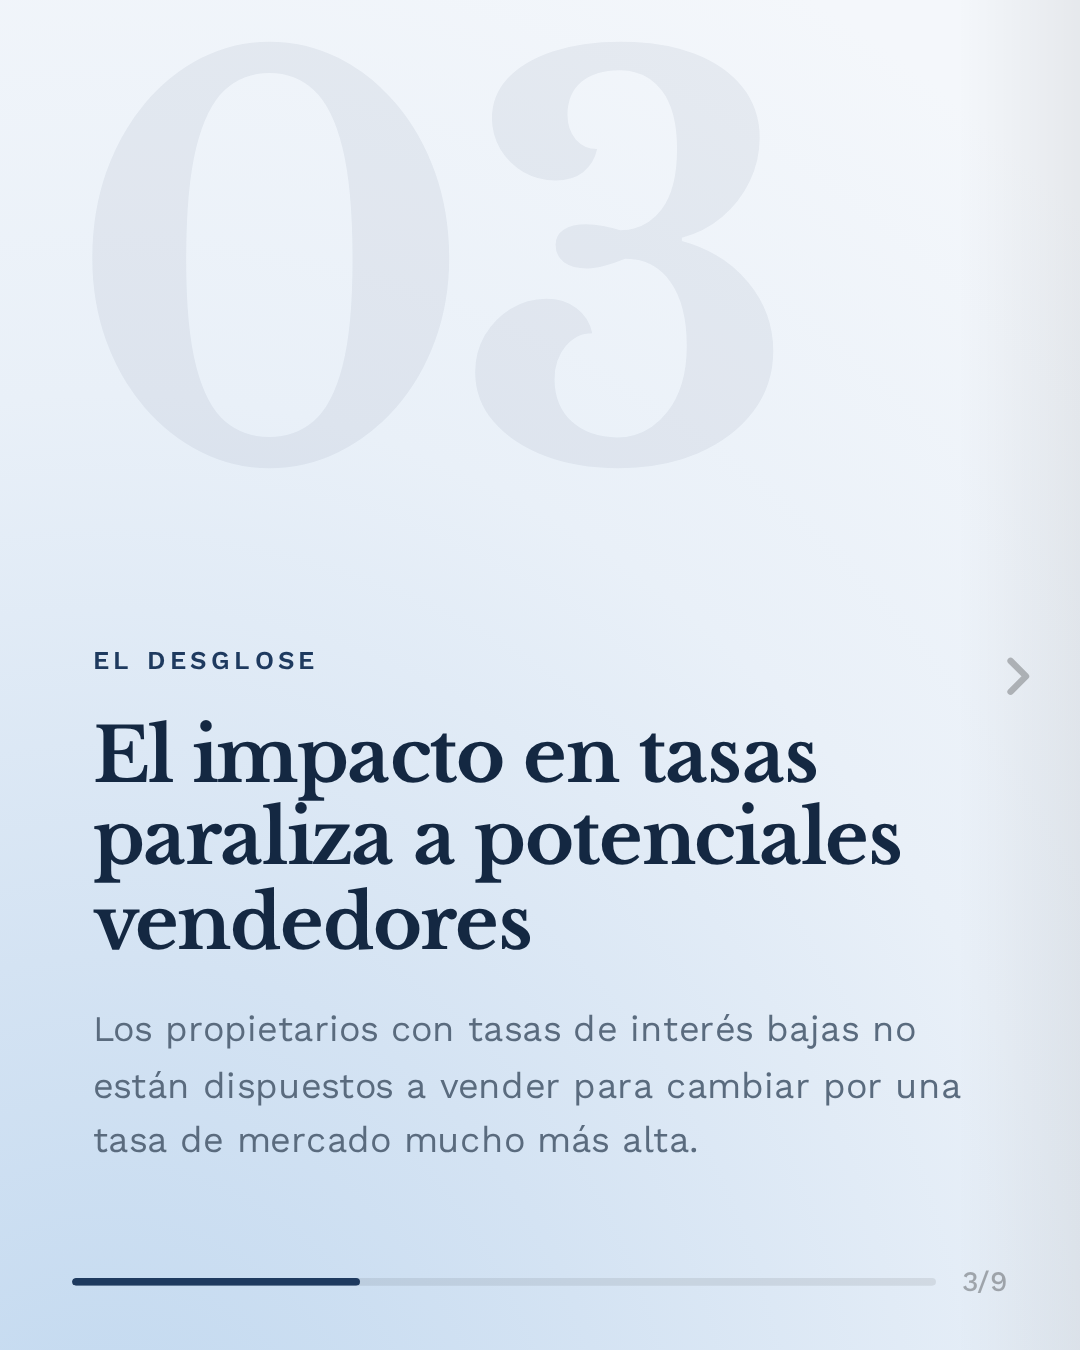 03
EL DESGLOSE
El impacto en tasas
paraliza a potenciales
vendedores
Los propietarios con tasas de interés bajas no
están dispuestos a vender para cambiar por una
tasa de mercado mucho más alta.
3/9